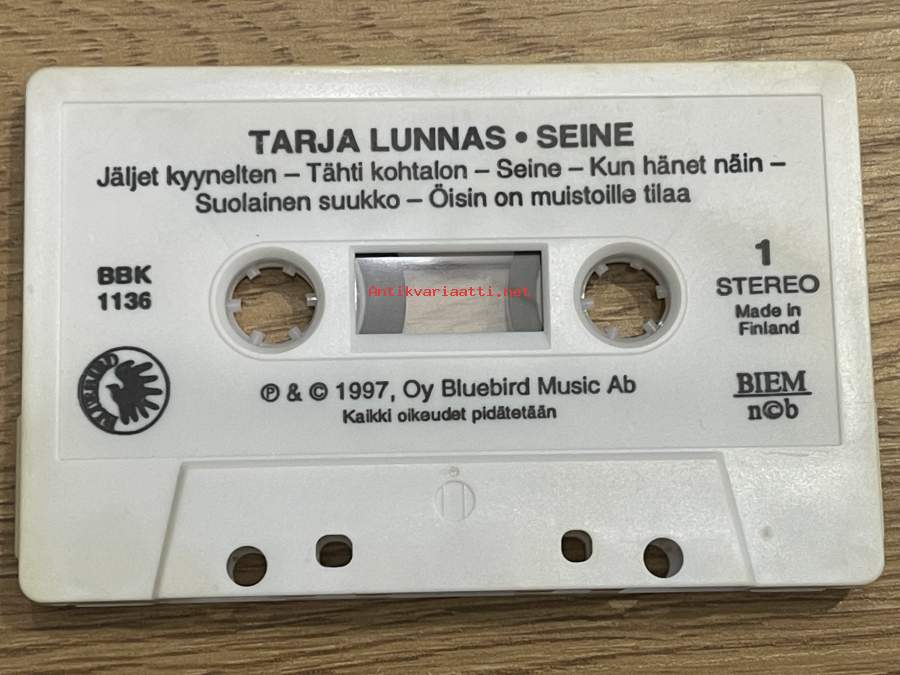 TARJA LUNNAS • SEINE
Jäljet kyynelten – Tähti kohtalon – Seine – Kun hänet näin –
Suolainen suukko – Öisin on muistoille tilaa
BBK
1136
1
STEREO
Made in
Finland
Antikvariaatti.net
BLUEBIRD
℗ & © 1997, Oy Bluebird Music Ab
Kaikki oikeudet pidätetään
BIEM
n©b